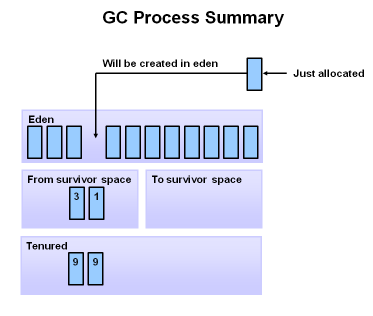 GC Process Summary
Will be created in eden
Just allocated
Eden
From survivor space
To survivor space
3 1
Tenured
9 9